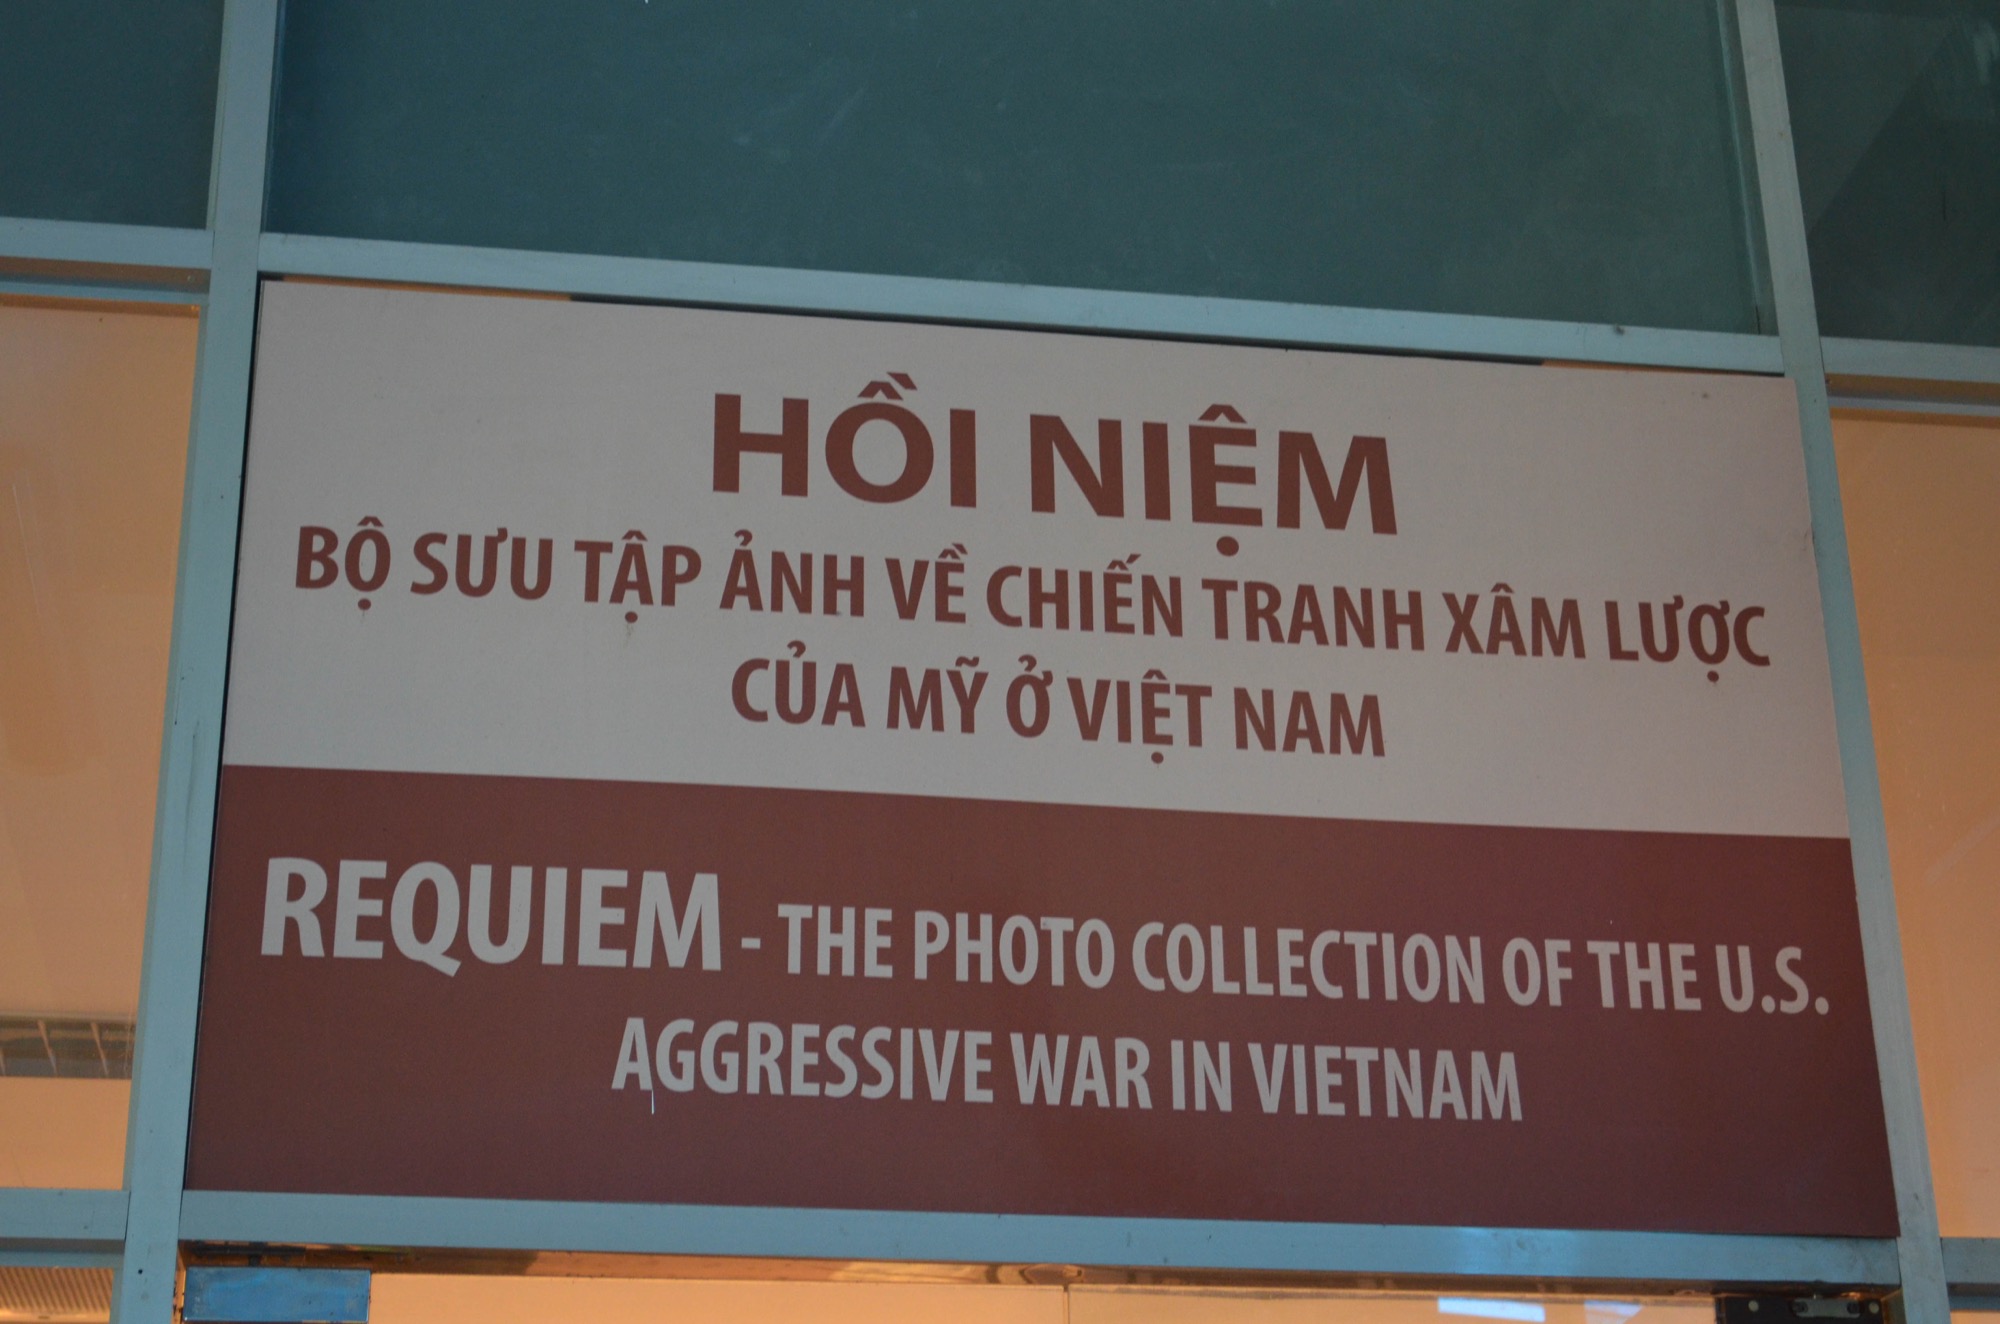 HỒI NIỆM
BỘ SƯU TẬP ẢNH VỀ CHIẾN TRANH XÂM LƯỢC
CỦA MỸ Ở VIỆT NAM
REQUIEM - THE PHOTO COLLECTION OF THE U.S.
AGGRESSIVE WAR IN VIETNAM